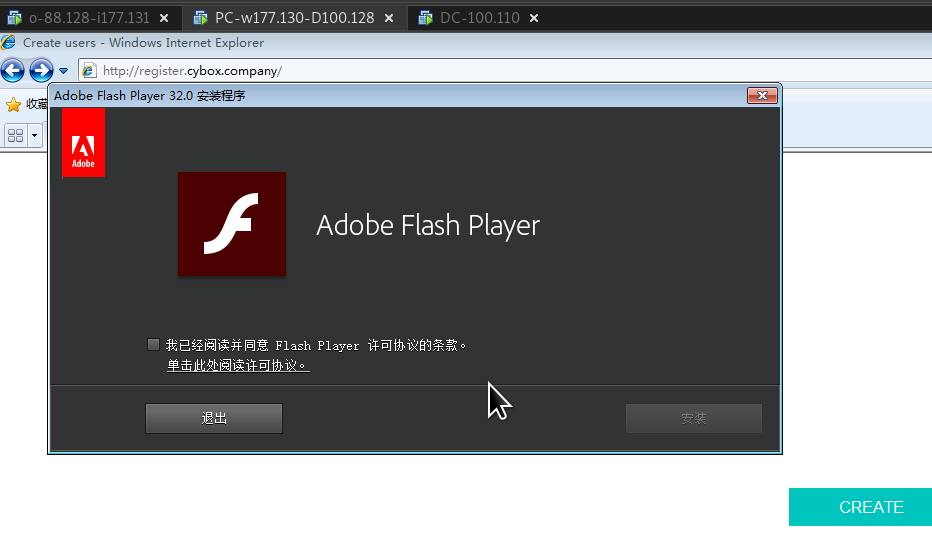 o-88.128-i177.131
PC-w177.130-D100.128
DC-100.110
Create users - Windows Internet Explorer
http://register.cybox.company/
收藏
Adobe Flash Player 32.0 安装程序
Adobe
Adobe Flash Player
我已经阅读并同意 Flash Player 许可协议的条款。
单击此处阅读许可协议。
退出
安装
CREATE